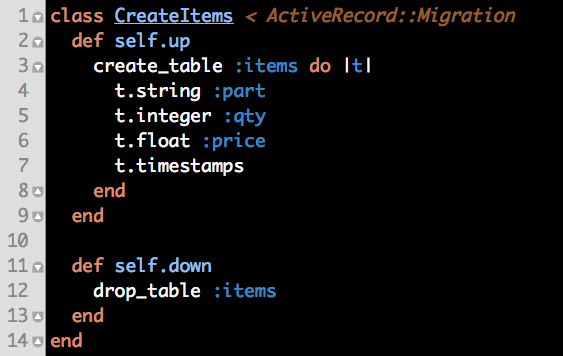 1 class CreateItems < ActiveRecord::Migration
2   def self.up
3     create_table :items do |t|
4       t.string :part
5       t.integer :qty
6       t.float :price
7       t.timestamps
8     end
9   end
10
11   def self.down
12     drop_table :items
13   end
14 end